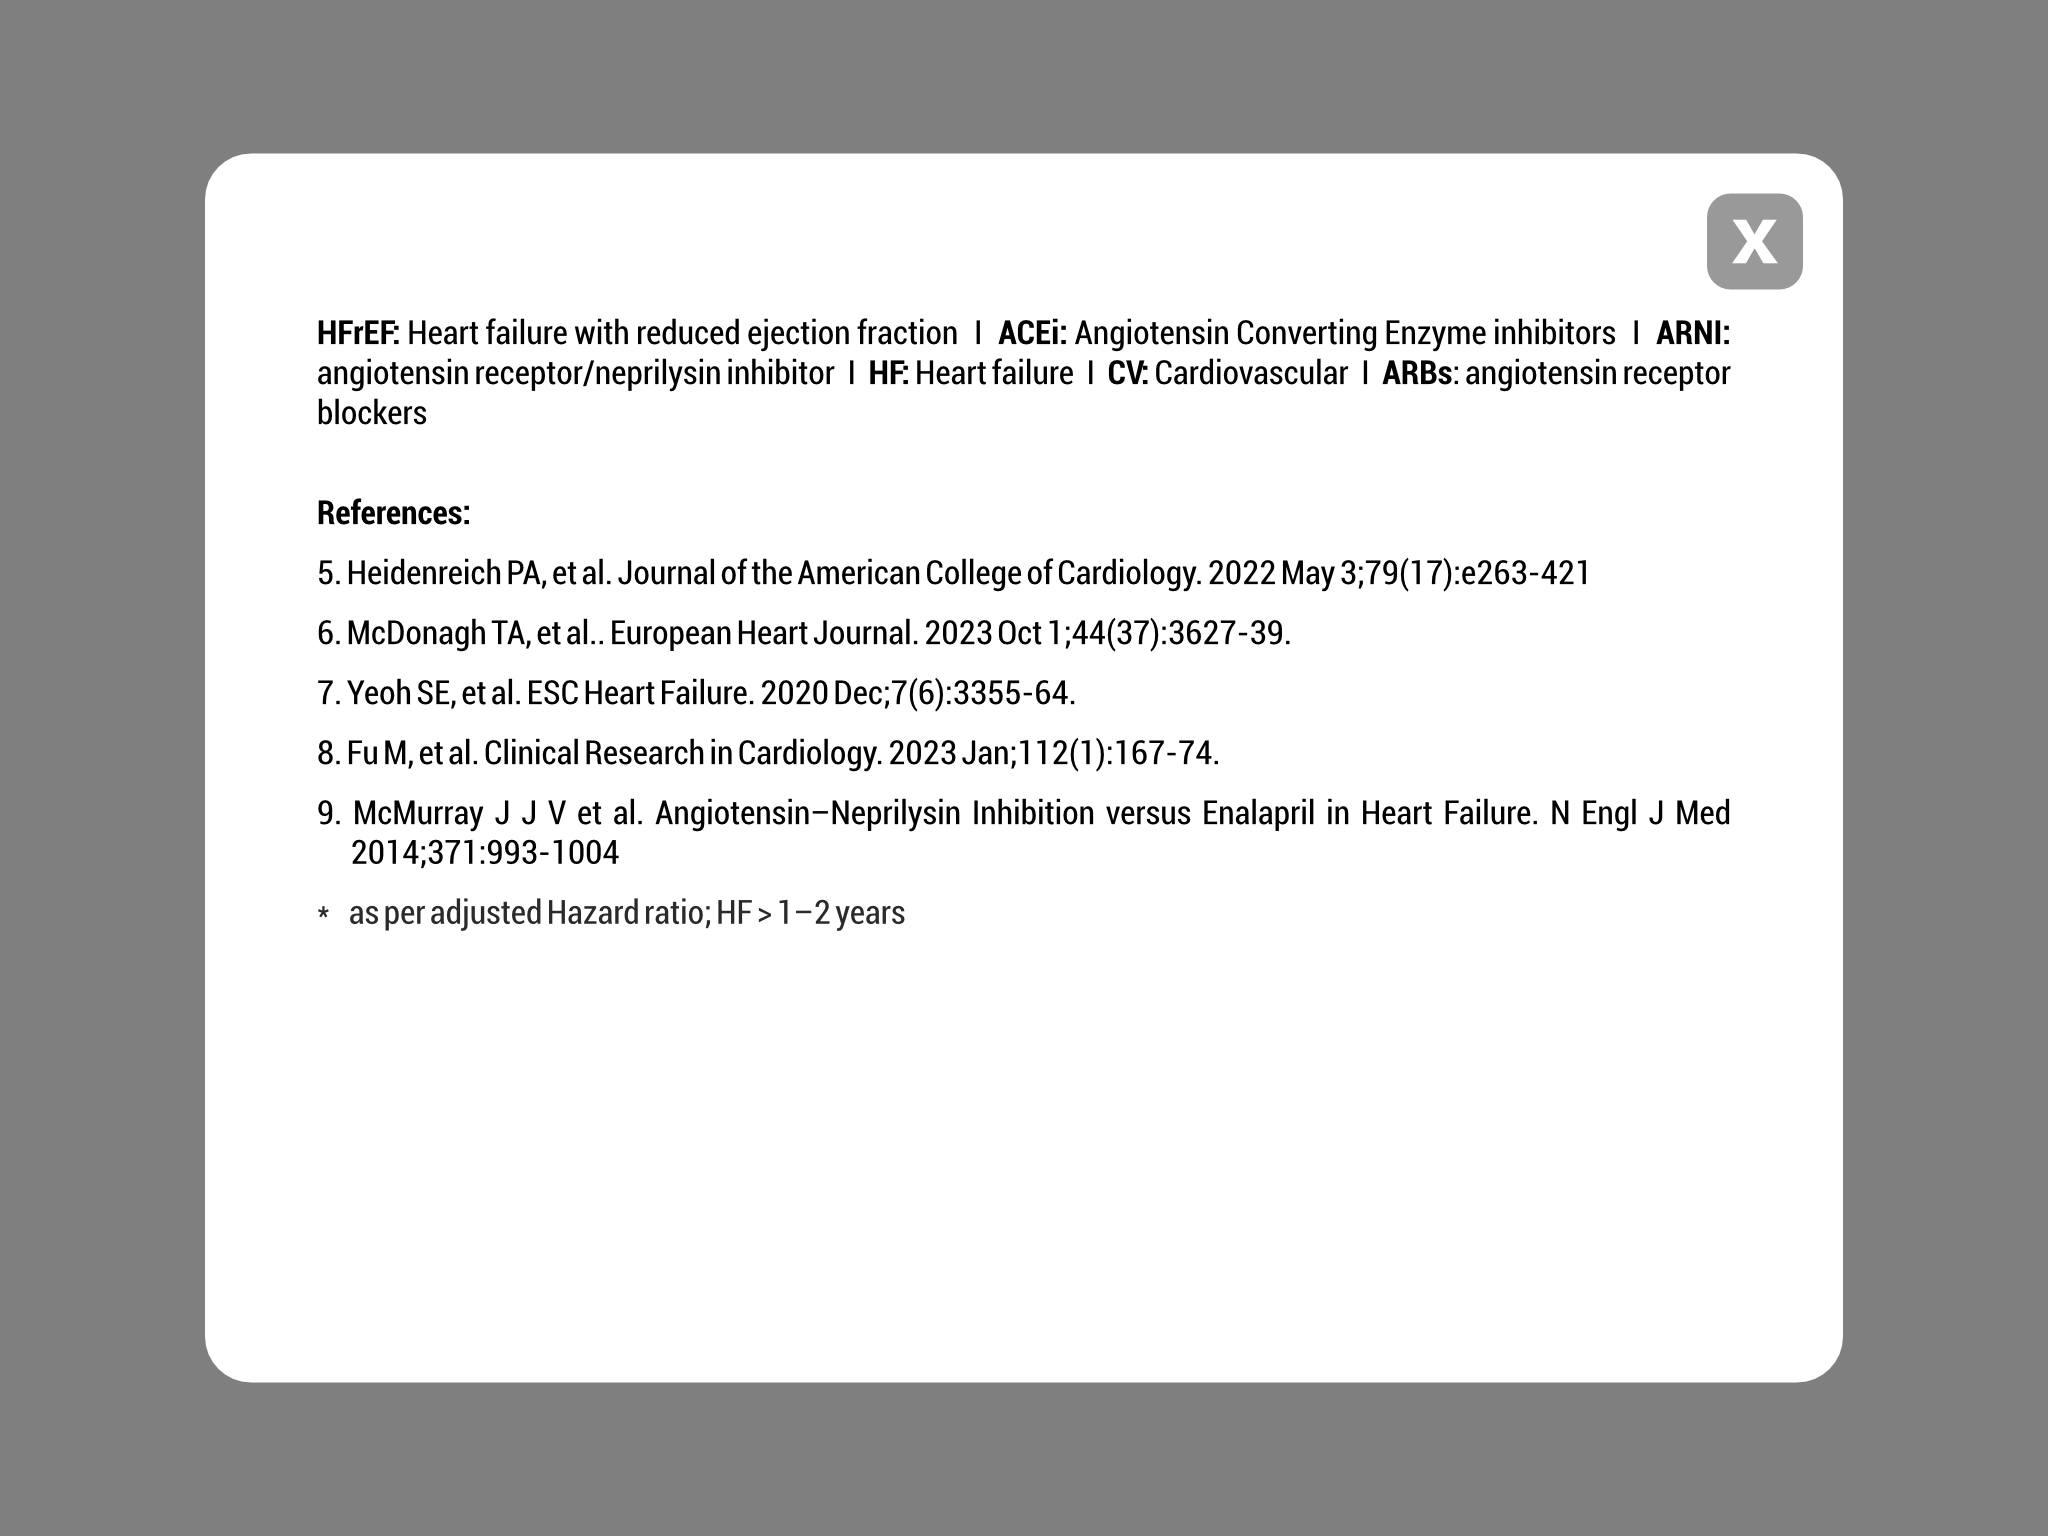 X
HFrEF: Heart failure with reduced ejection fraction I ACEi: Angiotensin Converting Enzyme inhibitors I ARNI:
angiotensin receptor/neprilysin inhibitor I HF: Heart failure I CV: Cardiovascular I ARBs: angiotensin receptor
blockers
References:
5. Heidenreich PA, et al. Journal of the American College of Cardiology. 2022 May 3;79(17):e263-421
6. McDonagh TA, et al.. European Heart Journal. 2023 Oct 1;44(37):3627-39.
7. Yeoh SE, et al. ESC Heart Failure. 2020 Dec;7(6):3355-64.
8. Fu M, et al. Clinical Research in Cardiology. 2023 Jan;112(1):167-74.
9. McMurray J J V et al. Angiotensin–Neprilysin Inhibition versus Enalapril in Heart Failure. N Engl J Med
2014;371:993-1004
* as per adjusted Hazard ratio; HF > 1–2 years